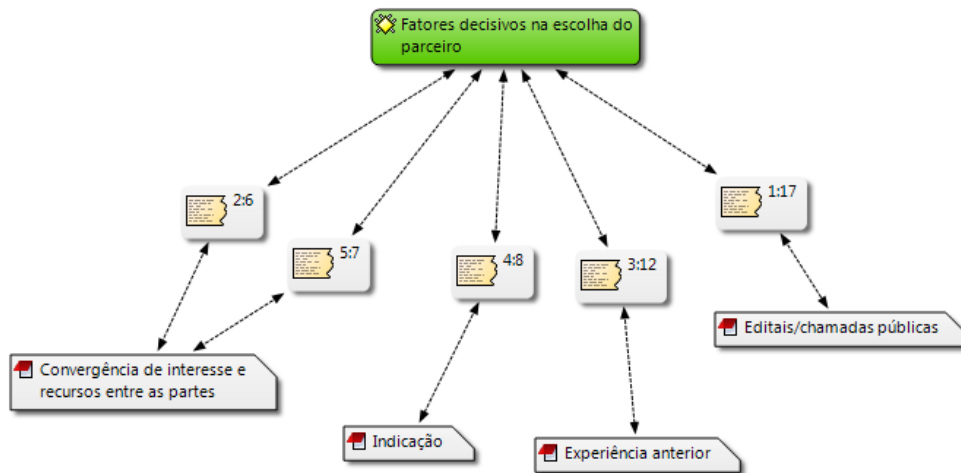 Fatores decisivos na escolha do
parceiro
2:6
1:17
5:7
4:8
3:12
Editais/chamadas públicas
Convergência de interesse e
recursos entre as partes
Indicação
Experiência anterior